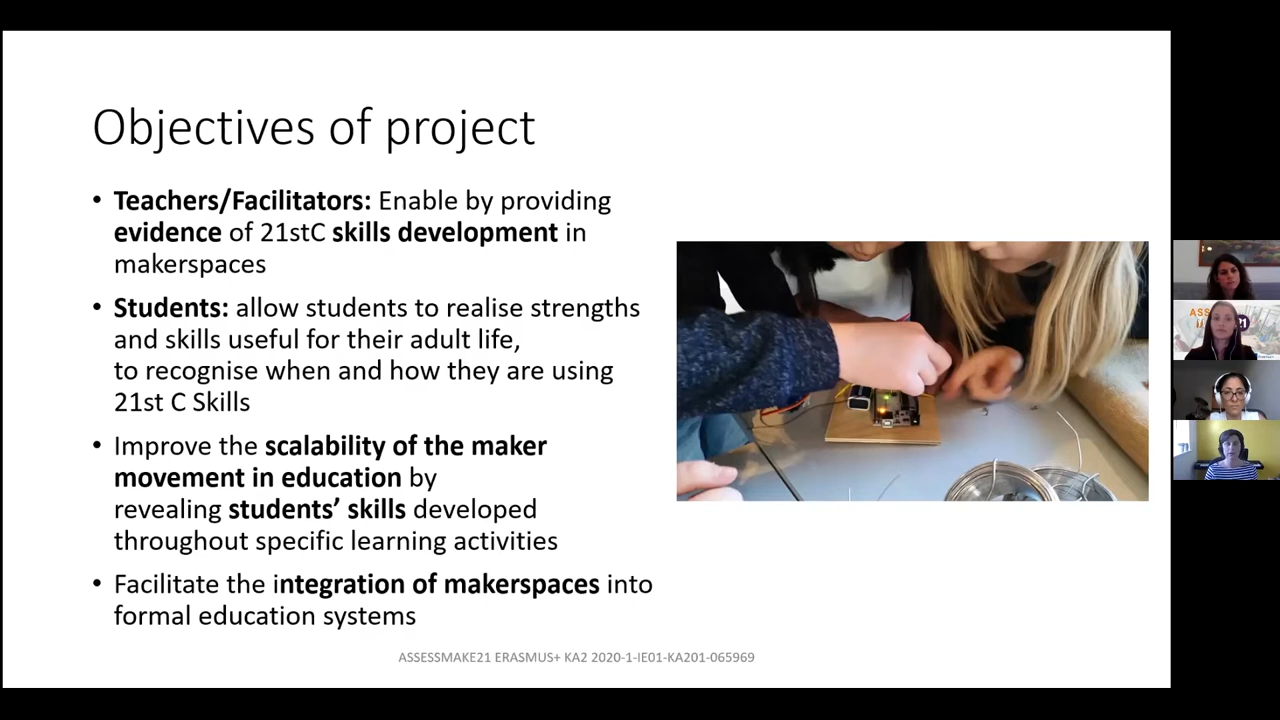 Objectives of project
• Teachers/Facilitators: Enable by providing
evidence of 21stC skills development in
makerspaces
• Students: allow students to realise strengths
and skills useful for their adult life,
to recognise when and how they are using
21st C Skills
• Improve the scalability of the maker
movement in education by
revealing students’ skills developed
throughout specific learning activities
• Facilitate the integration of makerspaces into
formal education systems
ASSESSMAKE21 ERASMUS+ KA2 2020-1-IE01-KA201-065969